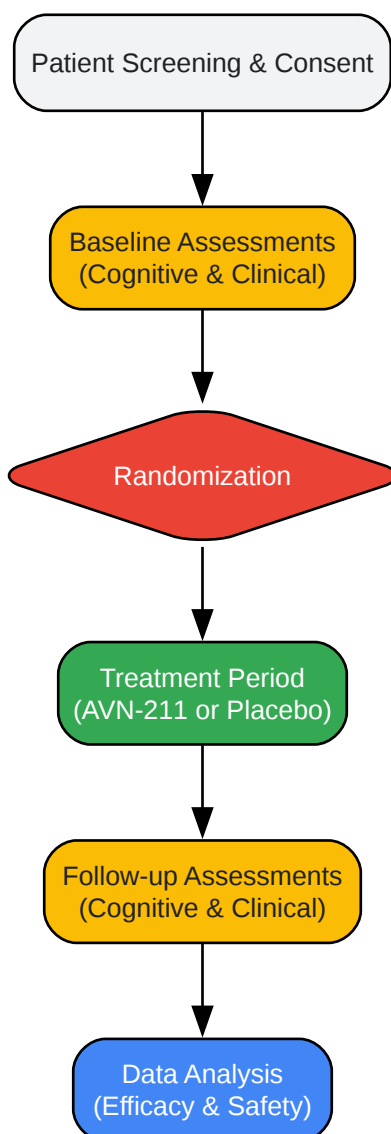 Patient Screening & Consent
Baseline Assessments
(Cognitive & Clinical)
Randomization
Treatment Period
(AVN-211 or Placebo)
Follow-up Assessments
(Cognitive & Clinical)
Data Analysis
(Efficacy & Safety)